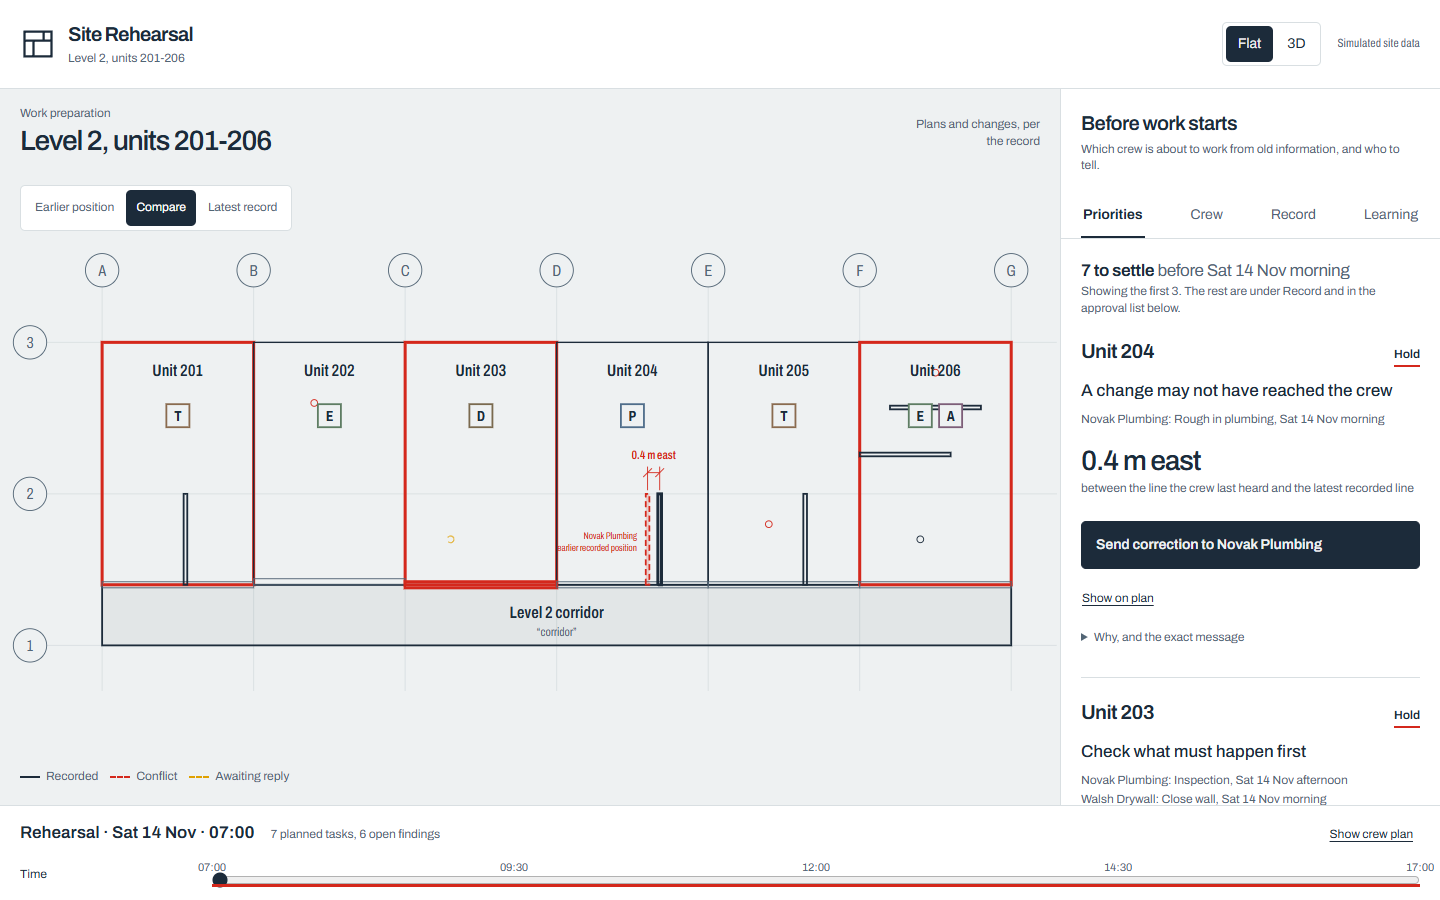 Site Rehearsal
Level 2, units 201-206
Flat
3D
Simulated site data
Work preparation
Level 2, units 201-206
Plans and changes, per
the record
Earlier position
Compare
Latest record
A
B
C
D
E
F
G
3
2
1
Unit 201
Unit 202
Unit 203
Unit 204
Unit 205
Unit 206
T
E
D
P
T
E
A
0.4 m east
Novak Plumbing
earlier recorded position
Level 2 corridor
“corridor”
Recorded
Conflict
Awaiting reply
Before work starts
Which crew is about to work from old information, and who to
tell.
Priorities
Crew
Record
Learning
7 to settle before Sat 14 Nov morning
Showing the first 3. The rest are under Record and in the
approval list below.
Unit 204
Hold
A change may not have reached the crew
Novak Plumbing: Rough in plumbing, Sat 14 Nov morning
0.4 m east
between the line the crew last heard and the latest recorded line
Send correction to Novak Plumbing
Show on plan
Why, and the exact message
Unit 203
Hold
Check what must happen first
Novak Plumbing: Inspection, Sat 14 Nov afternoon
Walsh Drywall: Close wall, Sat 14 Nov morning
Rehearsal · Sat 14 Nov · 07:00
7 planned tasks, 6 open findings
Show crew plan
Time
07:00
09:30
12:00
14:30
17:00